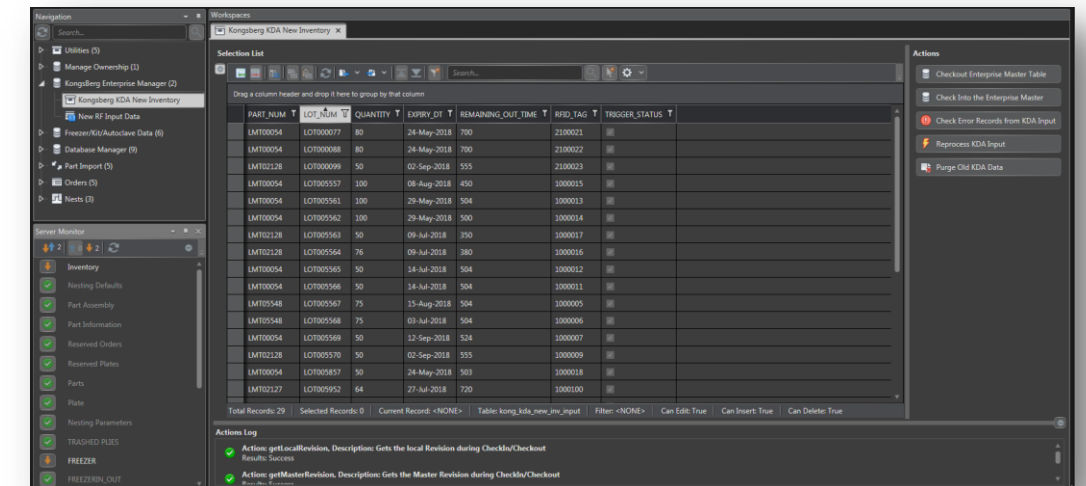 Navigation
Search...
Utilities (5)
Manage Ownership (1)
KongsBerg Enterprise Manager (2)
Kongsberg KDA New Inventory
New RF Input Data
Freezer/Kit/Autoclave Data (6)
Database Manager (9)
Part Import (5)
Orders (5)
Nests (3)
Server Monitor
2 0 2
Inventory
Nesting Defaults
Part Assembly
Part Information
Reserved Orders
Reserved Plates
Parts
Plate
Nesting Parameters
TRASHED PLIES
FREEZER
FREEZERIN_OUT
Workspaces
Kongsberg KDA New Inventory x
Selection List
Search...
Drag a column header and drop it here to group by that column
PART_NUM LOT_NUM QUANTITY EXPIRY_DT REMAINING_OUT_TIME RFID_TAG TRIGGER_STATUS
LMT00054 LOT000077 80 24-May-2018 700 2100021
LMT00054 LOT000088 80 24-May-2018 700 2100022
LMT02128 LOT000099 50 02-Sep-2018 555 2100023
LMT00054 LOT005557 100 08-Aug-2018 450 1000015
LMT00054 LOT005561 100 29-May-2018 504 1000013
LMT00054 LOT005562 100 29-May-2018 500 1000014
LMT02128 LOT005563 50 09-Jul-2018 350 1000017
LMT02128 LOT005564 76 09-Jul-2018 380 1000016
LMT00054 LOT005565 50 14-Jul-2018 504 1000012
LMT00054 LOT005566 50 14-Jul-2018 504 1000011
LMT05548 LOT005567 75 15-Aug-2018 504 1000005
LMT05548 LOT005568 75 03-Jul-2018 504 1000006
LMT00054 LOT005569 50 12-Sep-2018 524 1000007
LMT02128 LOT005570 50 02-Sep-2018 555 1000009
LMT00054 LOT005857 50 24-May-2018 503 1000018
LMT02127 LOT005952 64 27-Jul-2018 720 1000100
Total Records: 29 Selected Records: 0 Current Record: <NONE> Table: kong_kda_new_inv_input Filter: <NONE> Can Edit: True Can Insert: True Can Delete: True
Actions Log
Action: getLocalRevision, Description: Gets the local Revision during CheckIn/Checkout
Results: Success
Action: getMasterRevision, Description: Gets the Master Revision during CheckIn/Checkout
Results: Success
Actions
Checkout Enterprise Master Table
Check Into the Enterprise Master
Check Error Records from KDA Input
Reprocess KDA Input
Purge Old KDA Data